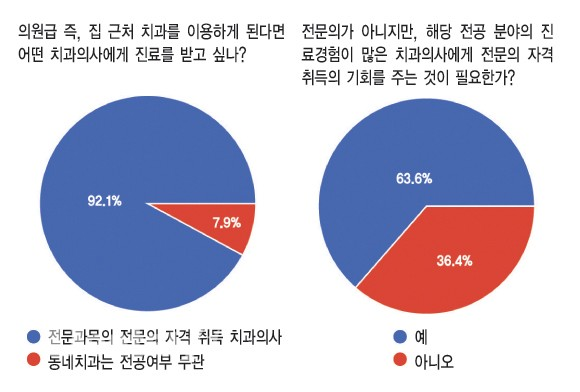 의원급 즉, 집 근처 치과를 이용하게 된다면
어떤 치과의사에게 진료를 받고 싶나?
92.1%
7.9%
전문과목의 전문의 자격 취득 치과의사
동네치과는 전공여부 무관
전문의가 아니지만, 해당 전공 분야의 진
료경험이 많은 치과의사에게 전문의 자격
취득의 기회를 주는 것이 필요한가?
63.6%
36.4%
예
아니오